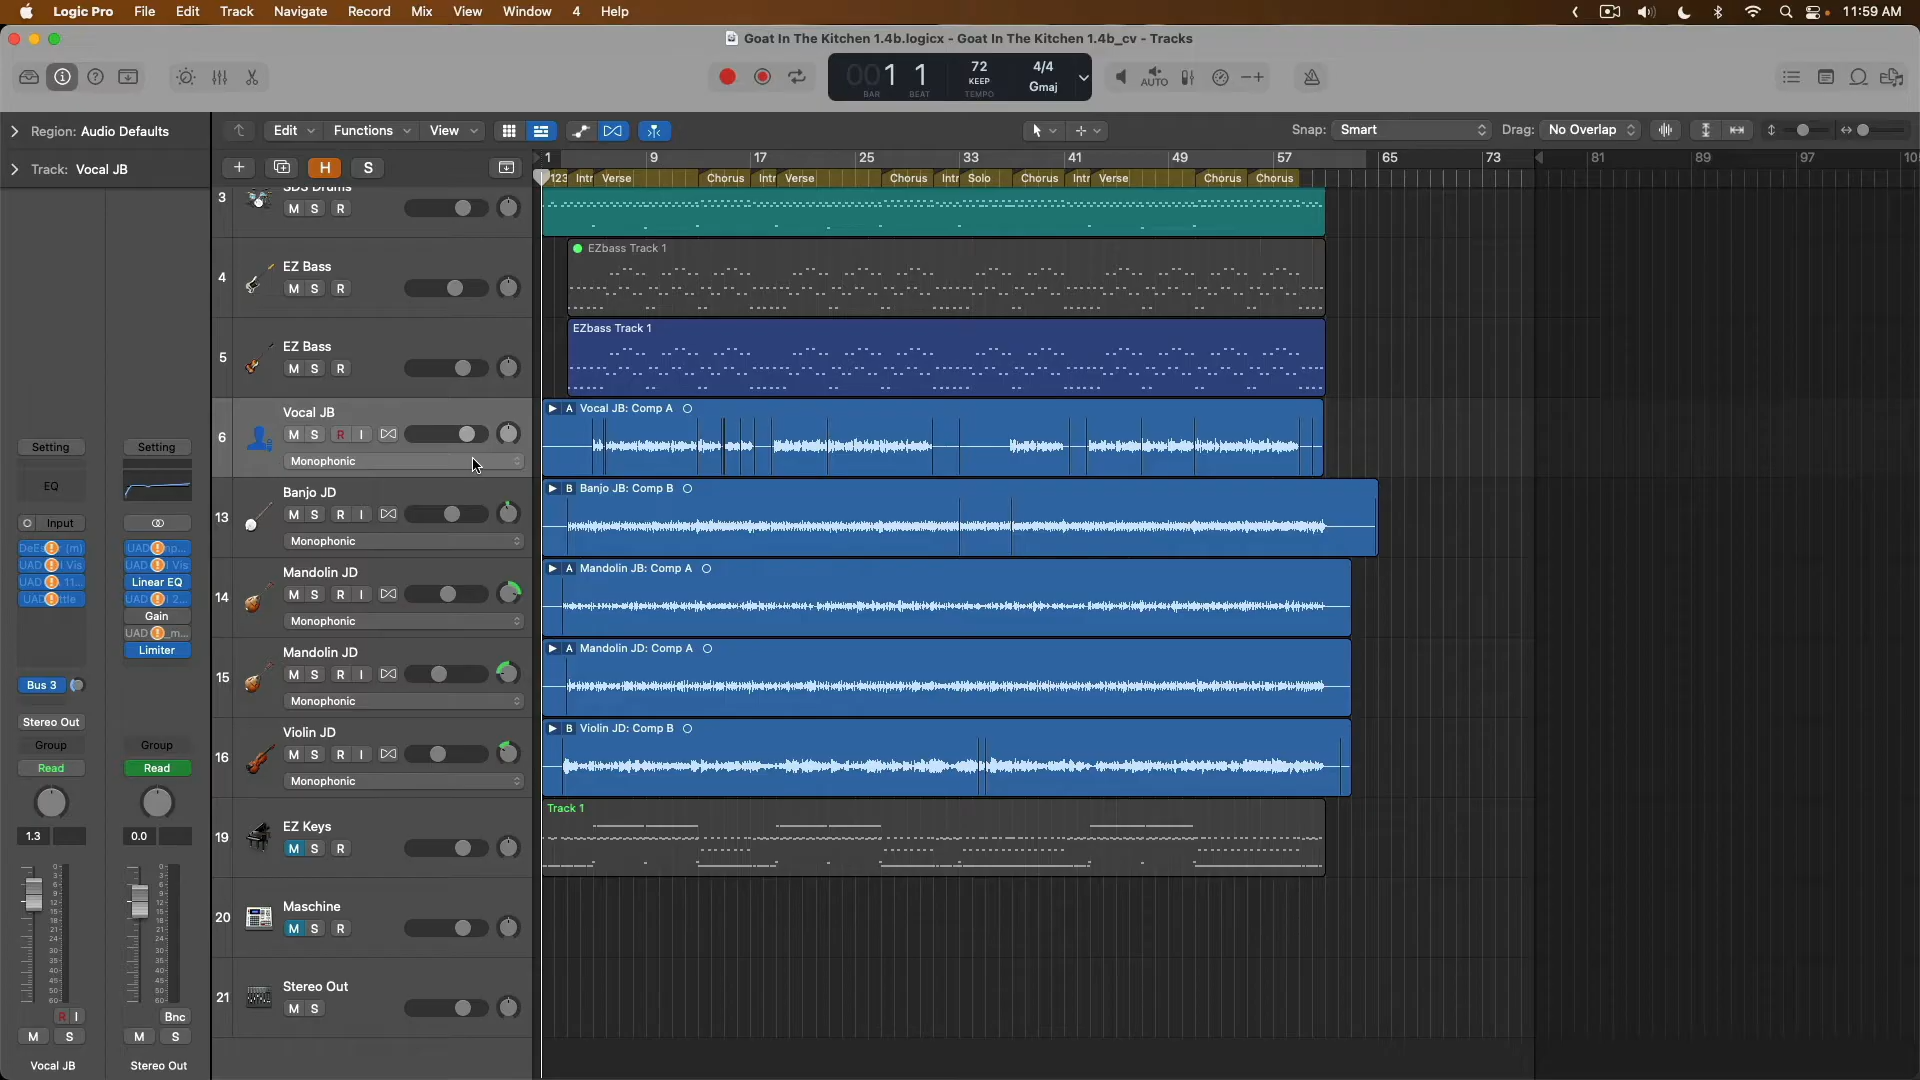 Logic Pro File Edit Track Navigate Record Mix View Window 4 Help 11:59 AM
Goat In The Kitchen 1.4b.logicx - Goat In The Kitchen 1.4b_cv - Tracks
001 1 72 4/4
KEEP Gmaj AUTO
BAR BEAT TEMPO
Region: Audio Defaults Edit Functions View Snap: Smart Drag: No Overlap
Track: Vocal JB H S
1 9 17 25 33 41 49 57 65 73 81 89 97 10
123 Intr Verse Chorus Intr Verse Chorus Intr Solo Chorus Intr Verse Chorus Chorus
3 SDS Drums
M S R
EZbass Track 1
4 EZ Bass
M S R
EZbass Track 1
5 EZ Bass
M S R
6 Vocal JB
M S R I
Monophonic
A Vocal JB: Comp A
13 Banjo JD
M S R I
Monophonic
B Banjo JB: Comp B
14 Mandolin JD
M S R I
Monophonic
A Mandolin JB: Comp A
15 Mandolin JD
M S R I
Monophonic
A Mandolin JD: Comp A
16 Violin JD
M S R I
Monophonic
B Violin JD: Comp B
19 EZ Keys
M S R
Track 1
20 Maschine
M S R
21 Stereo Out
M S
Setting Setting
EQ
Input
UAD
UAD Vis UAD Vis
UAD 11... Linear EQ
UAD UAD 2...
Gain
UAD _m...
Limiter
Bus 3
Stereo Out
Group Group
Read Read
1.3 0.0
R I Bnc
M S M S
Vocal JB Stereo Out